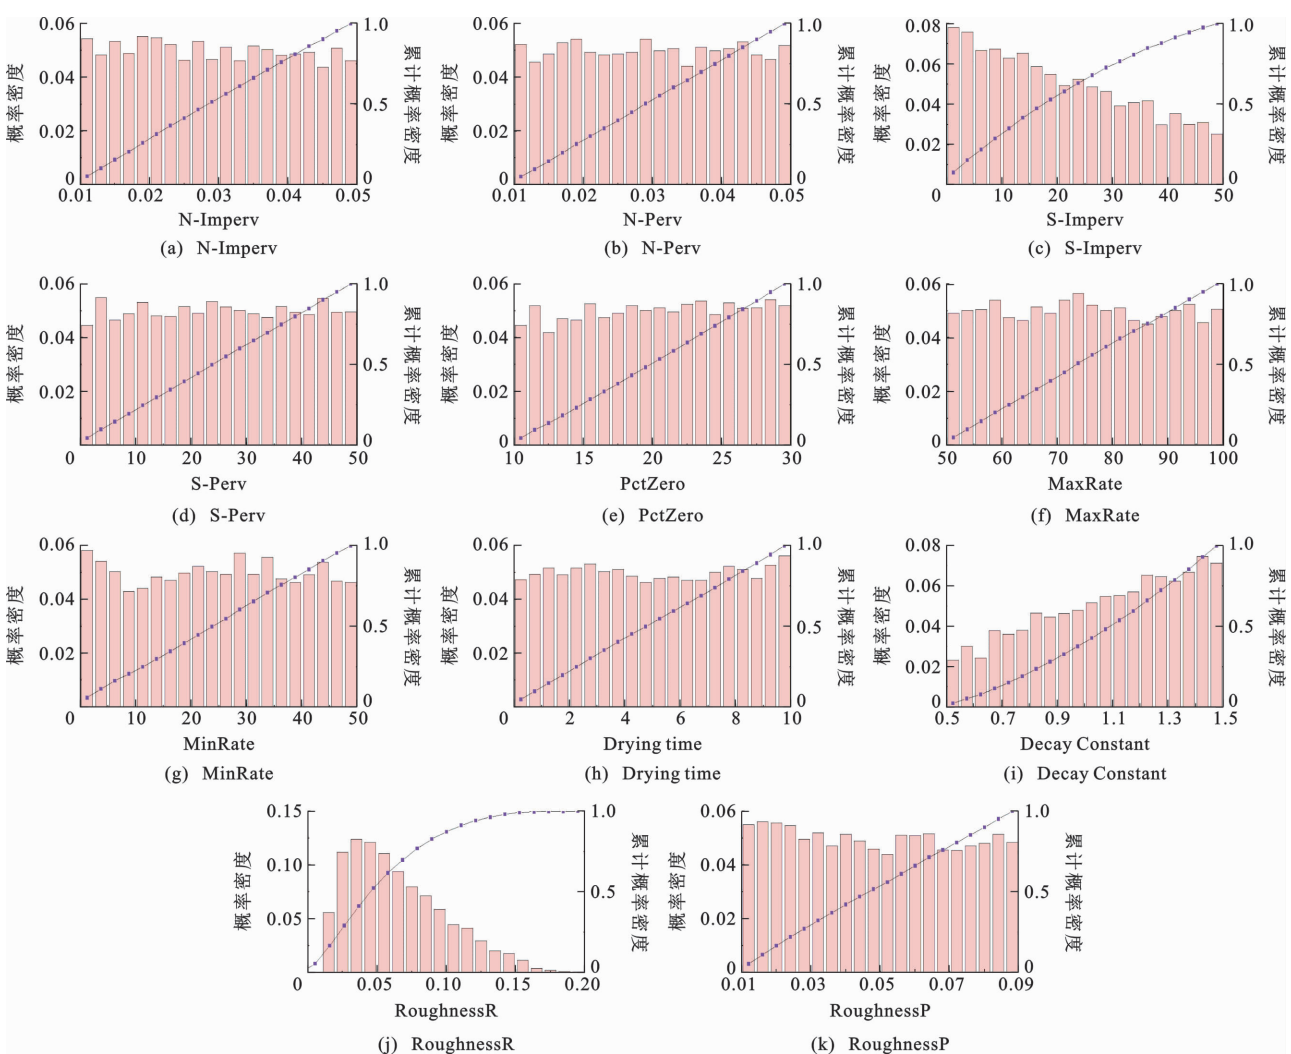 0.06
0.04
0.02
0
概率密度
1.0
0.5
0
累计概率密度
0.01 0.02 0.03 0.04 0.05
N-Imperv
(a) N-Imperv
0.06
0.04
0.02
0
概率密度
1.0
0.5
0
累计概率密度
0.01 0.02 0.03 0.04 0.05
N-Perv
(b) N-Perv
0.08
0.06
0.04
0.02
概率密度
1.0
0.5
0
累计概率密度
0 10 20 30 40 50
S-Imperv
(c) S-Imperv
0.06
0.04
0.02
概率密度
1.0
0.5
0
累计概率密度
0 10 20 30 40 50
S-Perv
(d) S-Perv
0.06
0.04
0.02
0
概率密度
1.0
0.5
0
累计概率密度
10 15 20 25 30
PctZero
(e) PctZero
0.06
0.04
0.02
0
概率密度
1.0
0.5
0
累计概率密度
50 60 70 80 90 100
MaxRate
(f) MaxRate
0.06
0.04
0.02
概率密度
1.0
0.5
0
累计概率密度
0 10 20 30 40 50
MinRate
(g) MinRate
0.06
0.04
0.02
概率密度
1.0
0.5
0
累计概率密度
0 2 4 6 8 10
Drying time
(h) Drying time
0.08
0.06
0.04
0.02
0
概率密度
1.0
0.5
0
累计概率密度
0.5 0.7 0.9 1.1 1.3 1.5
Decay Constant
(i) Decay Constant
0.15
0.10
0.05
概率密度
1.0
0.5
0
累计概率密度
0 0.05 0.10 0.15 0.20
RoughnessR
(j) RoughnessR
0.06
0.04
0.02
0
概率密度
1.0
0.5
0
累计概率密度
0.01 0.03 0.05 0.07 0.09
RoughnessP
(k) RoughnessP